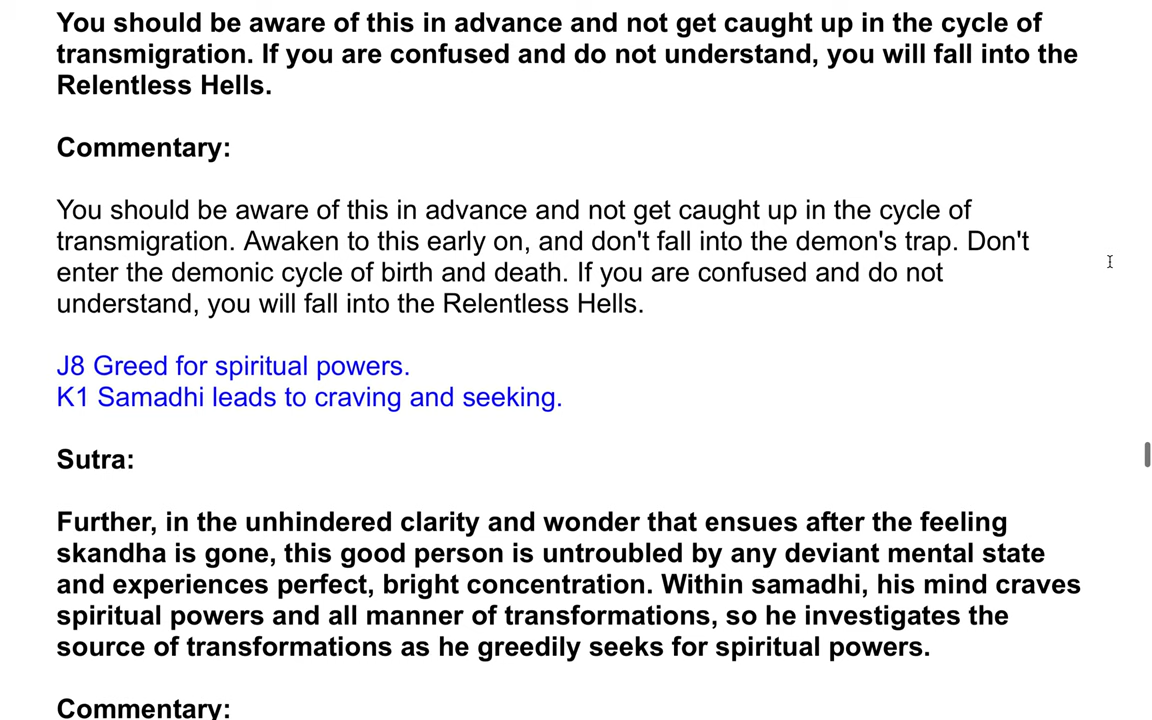 You should be aware of this in advance and not get caught up in the cycle of
transmigration. If you are confused and do not understand, you will fall into the
Relentless Hells.
Commentary:
You should be aware of this in advance and not get caught up in the cycle of
transmigration. Awaken to this early on, and don't fall into the demon's trap. Don't
enter the demonic cycle of birth and death. If you are confused and do not
understand, you will fall into the Relentless Hells.
J8 Greed for spiritual powers.
K1 Samadhi leads to craving and seeking.
Sutra:
Further, in the unhindered clarity and wonder that ensues after the feeling
skandha is gone, this good person is untroubled by any deviant mental state
and experiences perfect, bright concentration. Within samadhi, his mind craves
spiritual powers and all manner of transformations, so he investigates the
source of transformations as he greedily seeks for spiritual powers.
Commentary: